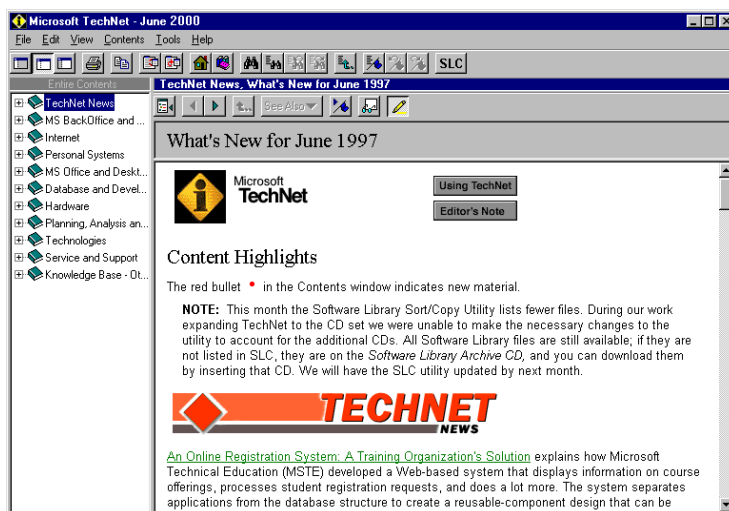 Microsoft TechNet - June 2000
File Edit View Contents Tools Help
SLC
Entire Contents
TechNet News
MS BackOffice and ...
Internet
Personal Systems
MS Office and Deskt...
Database and Devel...
Hardware
Planning, Analysis an...
Technologies
Service and Support
Knowledge Base - Ot...
TechNet News, What's New for June 1997
See Also
What's New for June 1997
Microsoft
TechNet
Using TechNet
Editor's Note
Content Highlights
The red bullet • in the Contents window indicates new material.
NOTE: This month the Software Library Sort/Copy Utility lists fewer files. During our work
expanding TechNet to the CD set we were unable to make the necessary changes to the
utility to account for the additional CDs. All Software Library files are still available; if they are
not listed in SLC, they are on the Software Library Archive CD, and you can download them
by inserting that CD. We will have the SLC utility updated by next month.
TECHNET
NEWS
An Online Registration System: A Training Organization's Solution explains how Microsoft
Technical Education (MSTE) developed a Web-based system that displays information on course
offerings, processes student registration requests, and does a lot more. The system separates
applications from the database structure to create a reusable-component design that can be